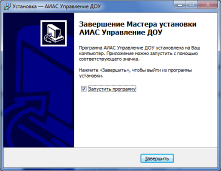 Установка — АИАС Управление ДОУ
Завершение Мастера установки
АИАС Управление ДОУ
Программа АИАС Управление ДОУ установлена на Ваш
компьютер. Приложение можно запустить с помощью
соответствующего значка.
Нажмите «Завершить», чтобы выйти из программы
установки.
Запустить программу
Завершить